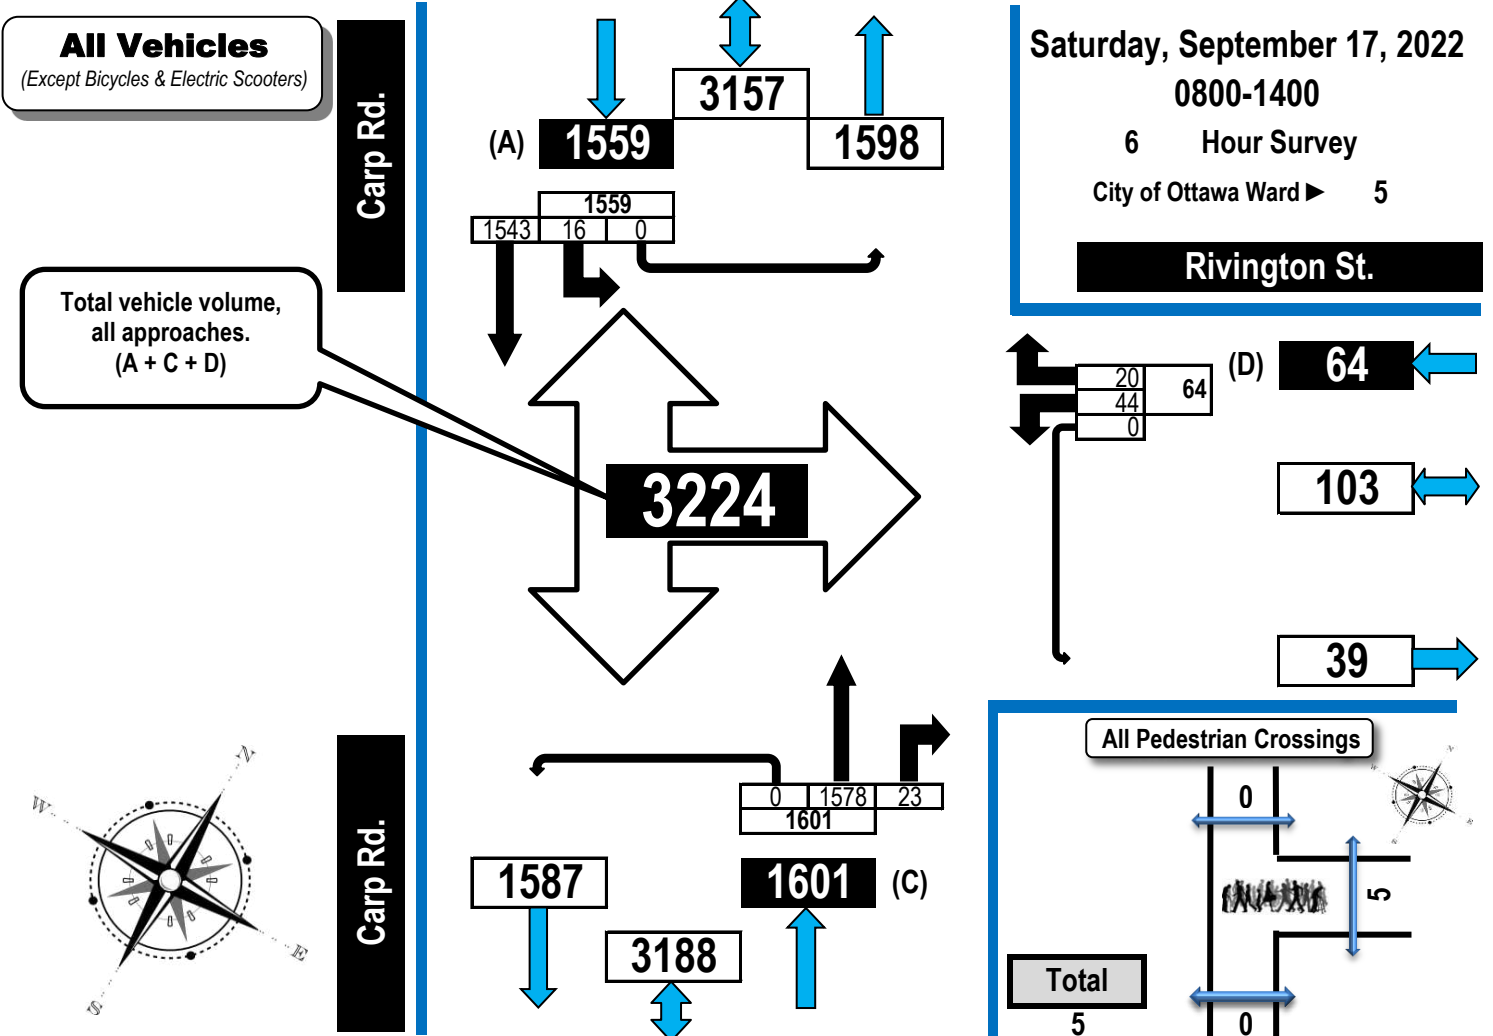 All Vehicles
(Except Bicycles & Electric Scooters)
Carp Rd.
3157
(A) 1559
1598
1559
1543 16 0
Saturday, September 17, 2022
0800-1400
6 Hour Survey
City of Ottawa Ward ► 5
Rivington St.
Total vehicle volume,
all approaches.
(A + C + D)
20
44
0
64
(D) 64
103
3224
39
N
W
E
S
Carp Rd.
0 1578 23
1601
1587
1601 (C)
3188
All Pedestrian Crossings
N
W
E
S
0
5
Total
5
0